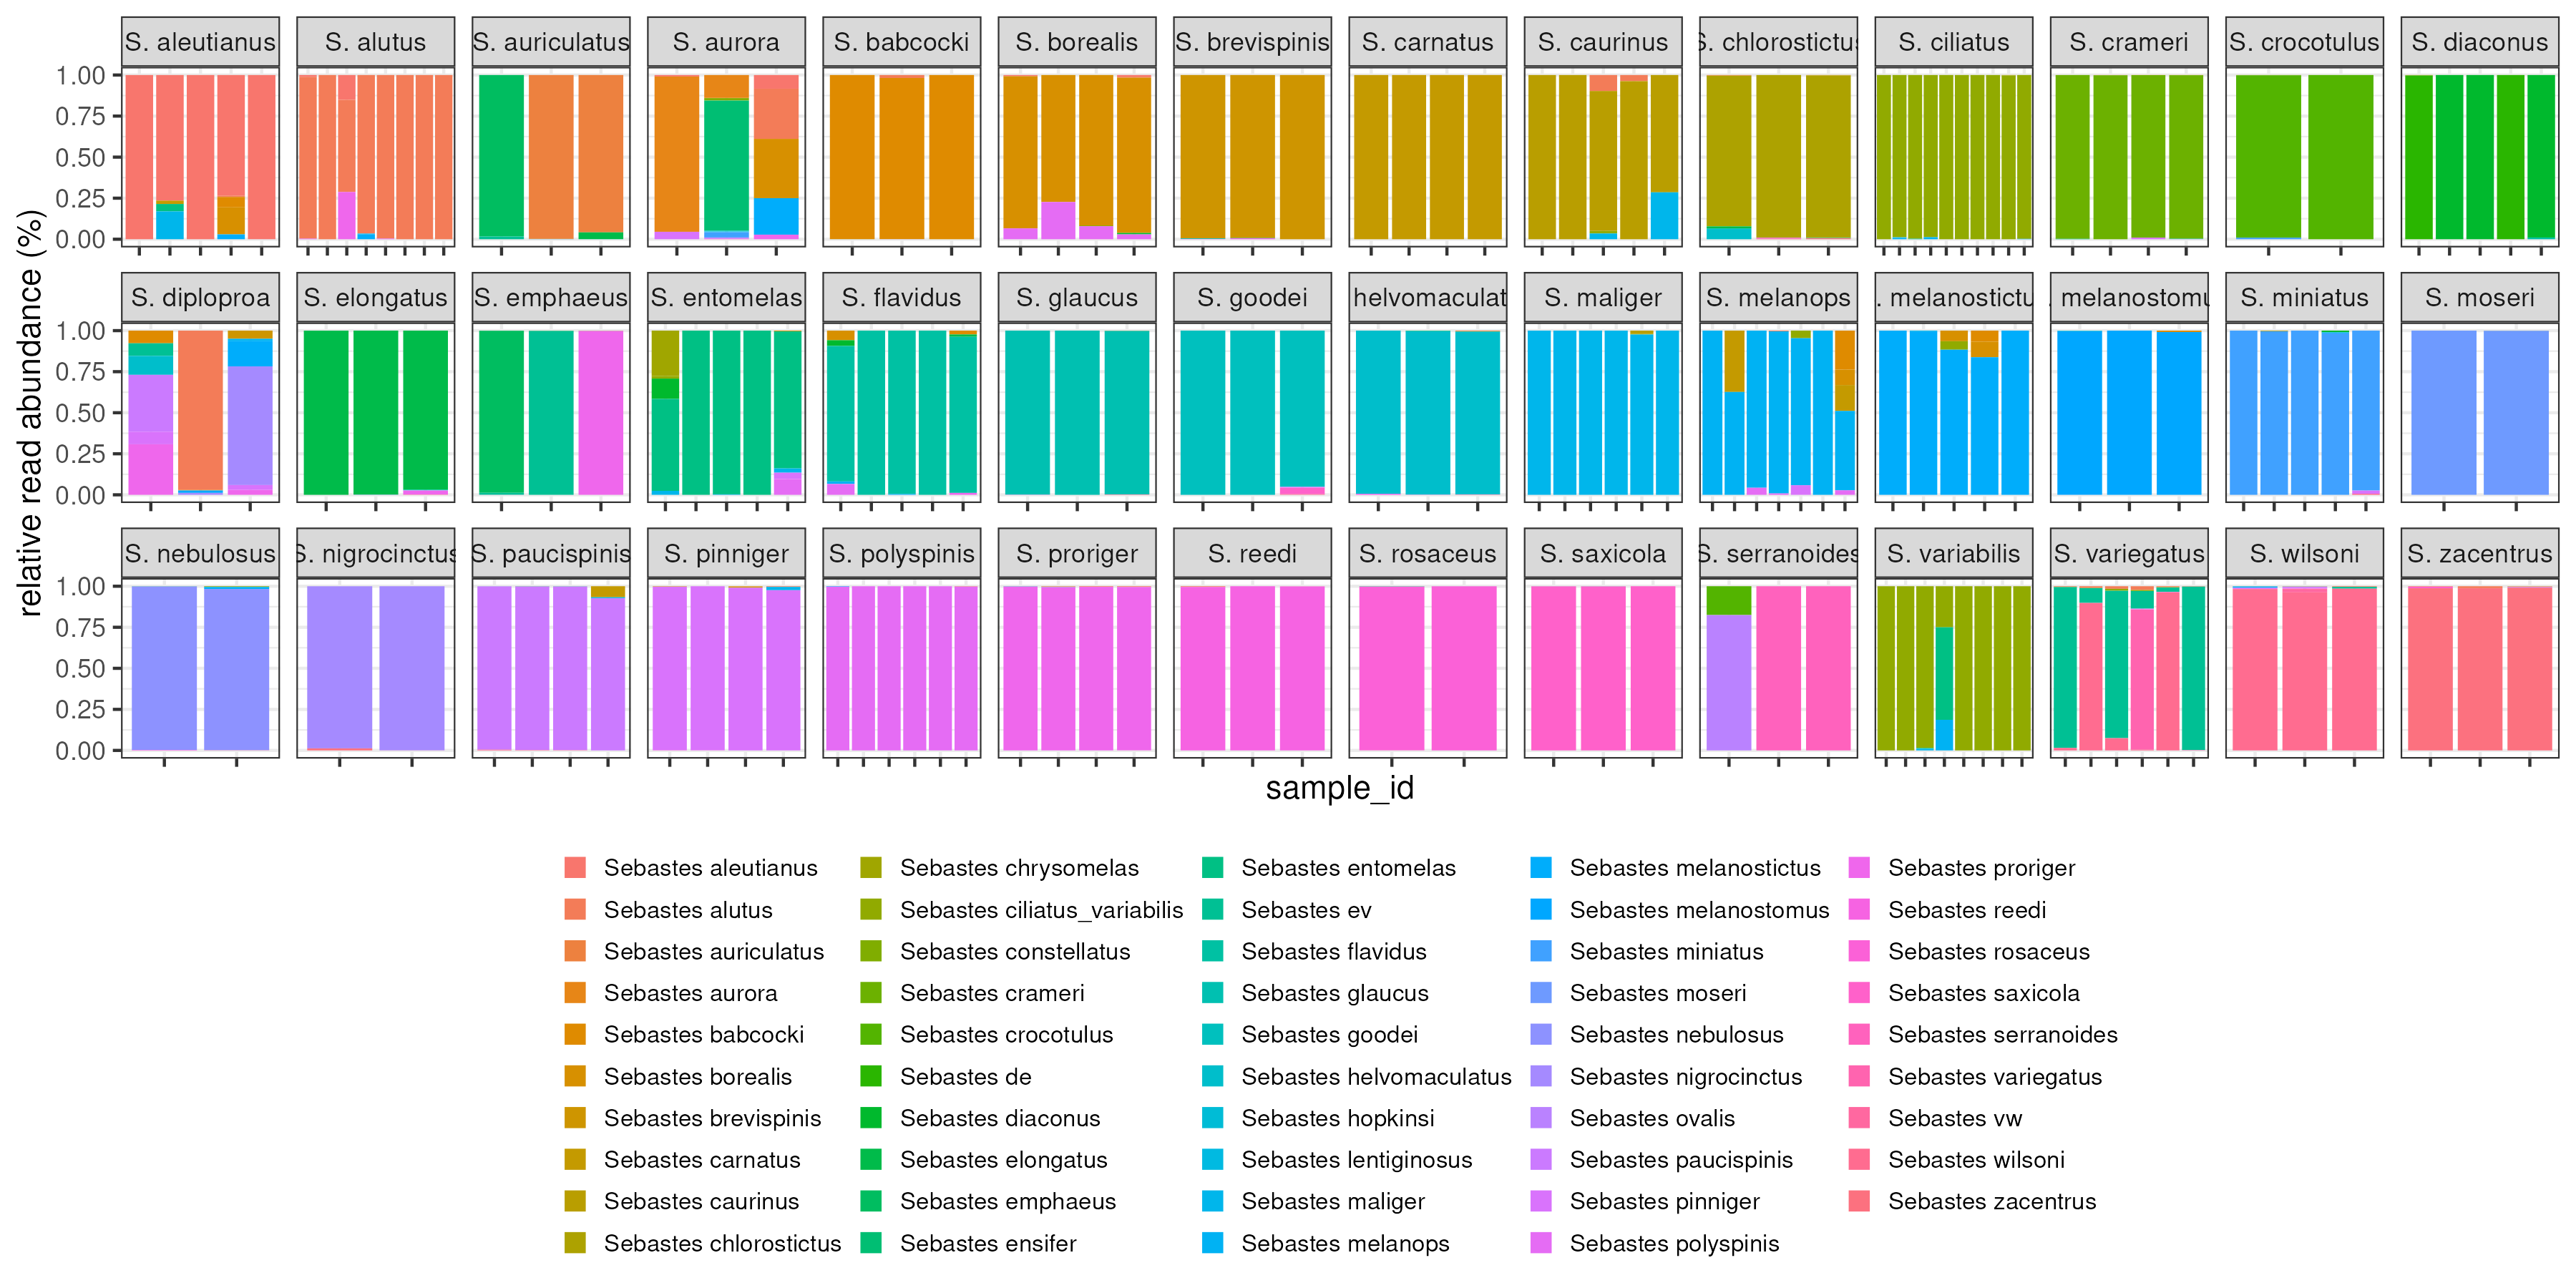 S. aleutianus S. alutus S. auriculatus S. aurora S. babcocki S. borealis S. brevispinis S. carnatus S. caurinus S. chlorostictus S. ciliatus S. crameri S. crocotulus S. diaconus
1.00
0.75
0.50
0.25
0.00
S. diploproa S. elongatus S. emphaeus S. entomelas S. flavidus S. glaucus S. goodei helvomaculat S. maliger S. melanops . melanostictu . melanostomu S. miniatus S. moseri
1.00
0.75
0.50
0.25
0.00
S. nebulosus S. nigrocinctus S. paucispinis S. pinniger S. polyspinis S. proriger S. reedi S. rosaceus S. saxicola S. serranoides S. variabilis S. variegatus S. wilsoni S. zacentrus
1.00
0.75
0.50
0.25
0.00
relative read abundance (%)
sample_id
Sebastes aleutianus
Sebastes alutus
Sebastes auriculatus
Sebastes aurora
Sebastes babcocki
Sebastes borealis
Sebastes brevispinis
Sebastes carnatus
Sebastes caurinus
Sebastes chlorostictus
Sebastes chrysomelas
Sebastes ciliatus_variabilis
Sebastes constellatus
Sebastes crameri
Sebastes crocotulus
Sebastes de
Sebastes diaconus
Sebastes elongatus
Sebastes emphaeus
Sebastes ensifer
Sebastes entomelas
Sebastes ev
Sebastes flavidus
Sebastes glaucus
Sebastes goodei
Sebastes helvomaculatus
Sebastes hopkinsi
Sebastes lentiginosus
Sebastes maliger
Sebastes melanops
Sebastes melanostictus
Sebastes melanostomus
Sebastes miniatus
Sebastes moseri
Sebastes nebulosus
Sebastes nigrocinctus
Sebastes ovalis
Sebastes paucispinis
Sebastes pinniger
Sebastes polyspinis
Sebastes proriger
Sebastes reedi
Sebastes rosaceus
Sebastes saxicola
Sebastes serranoides
Sebastes variegatus
Sebastes vw
Sebastes wilsoni
Sebastes zacentrus